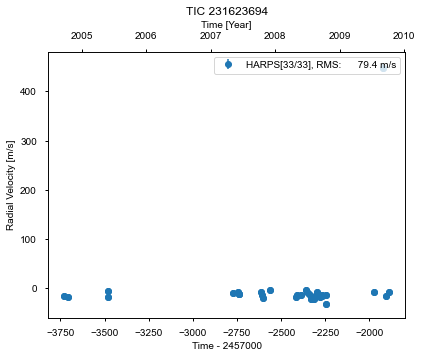 TIC 231623694
Time [Year]
2005 2006 2007 2008 2009 2010
HARPS[33/33], RMS: 79.4 m/s
Radial Velocity [m/s]
400
300
200
100
0
−3750 −3500 −3250 −3000 −2750 −2500 −2250 −2000
Time - 2457000